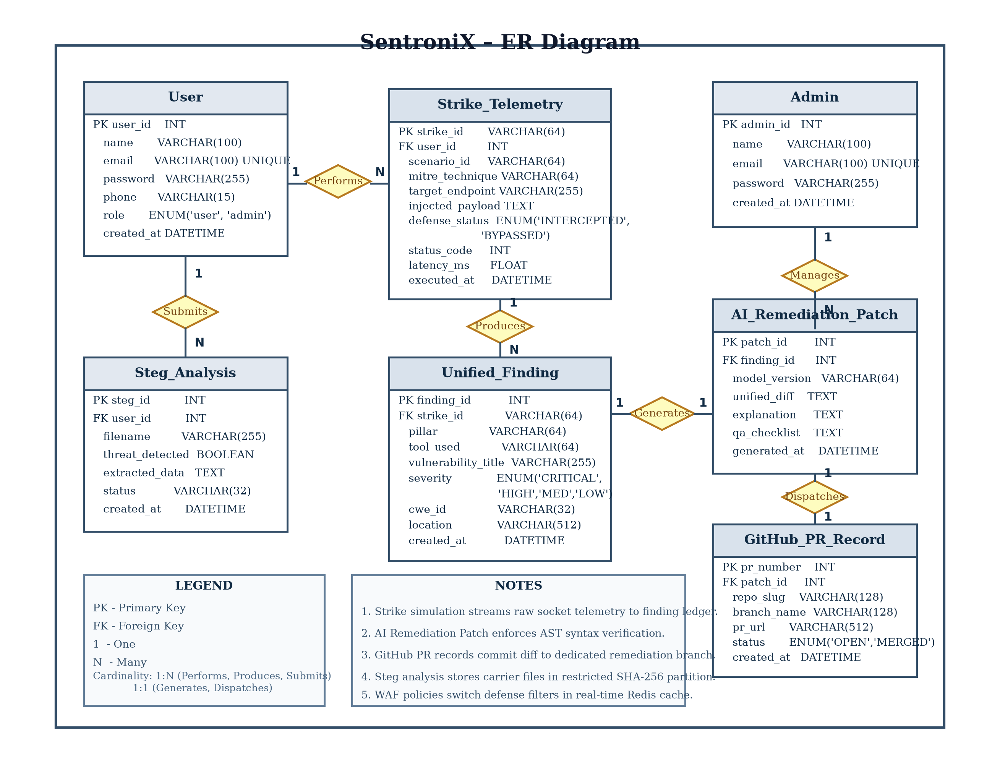 SentroniX – ER Diagram
User
PK user_id INT
name VARCHAR(100)
email VARCHAR(100) UNIQUE
password VARCHAR(255)
phone VARCHAR(15)
role ENUM('user', 'admin')
created_at DATETIME
1
Performs
N
Strike_Telemetry
PK strike_id VARCHAR(64)
FK user_id INT
scenario_id VARCHAR(64)
mitre_technique VARCHAR(64)
target_endpoint VARCHAR(255)
injected_payload TEXT
defense_status ENUM('INTERCEPTED',
'BYPASSED')
status_code INT
latency_ms FLOAT
executed_at DATETIME
Admin
PK admin_id INT
name VARCHAR(100)
email VARCHAR(100) UNIQUE
password VARCHAR(255)
created_at DATETIME
1
Submits
N
1
Produces
N
1
Manages
N
Steg_Analysis
PK steg_id INT
FK user_id INT
filename VARCHAR(255)
threat_detected BOOLEAN
extracted_data TEXT
status VARCHAR(32)
created_at DATETIME
Unified_Finding
PK finding_id INT
FK strike_id VARCHAR(64)
pillar VARCHAR(64)
tool_used VARCHAR(64)
vulnerability_title VARCHAR(255)
severity ENUM('CRITICAL',
'HIGH','MED','LOW')
cwe_id VARCHAR(32)
location VARCHAR(512)
created_at DATETIME
1
Generates
1
AI_Remediation_Patch
PK patch_id INT
FK finding_id INT
model_version VARCHAR(64)
unified_diff TEXT
explanation TEXT
qa_checklist TEXT
generated_at DATETIME
1
Dispatches
1
GitHub_PR_Record
PK pr_number INT
FK patch_id INT
repo_slug VARCHAR(128)
branch_name VARCHAR(128)
pr_url VARCHAR(512)
status ENUM('OPEN','MERGED')
created_at DATETIME
LEGEND
PK - Primary Key
FK - Foreign Key
1 - One
N - Many
Cardinality: 1:N (Performs, Produces, Submits)
1:1 (Generates, Dispatches)
NOTES
1. Strike simulation streams raw socket telemetry to finding ledger.
2. AI Remediation Patch enforces AST syntax verification.
3. GitHub PR records commit diff to dedicated remediation branch.
4. Steg analysis stores carrier files in restricted SHA-256 partition.
5. WAF policies switch defense filters in real-time Redis cache.